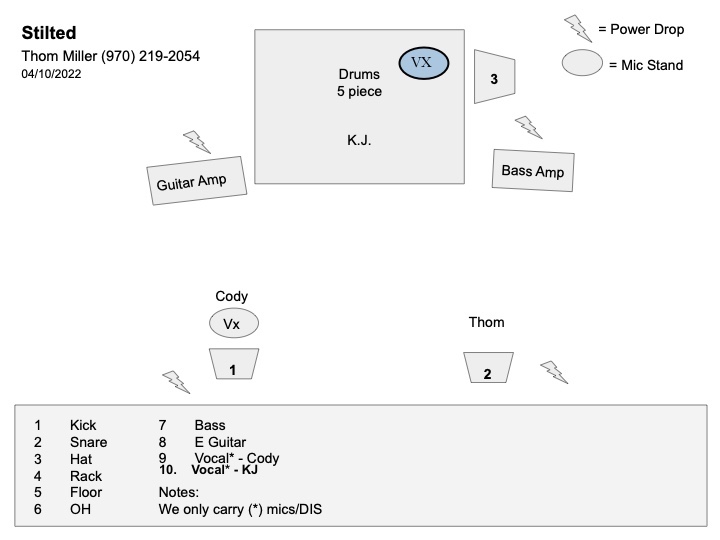 Stilted
Thom Miller (970) 219-2054
04/10/2022
= Power Drop
= Mic Stand
Drums
5 piece
VX
3
K.J.
Guitar Amp
Bass Amp
Cody
Vx
1
Thom
2
1 Kick
2 Snare
3 Hat
4 Rack
5 Floor
6 OH
7 Bass
8 E Guitar
9 Vocal* - Cody
10. Vocal* - KJ
Notes:
We only carry (*) mics/DIS